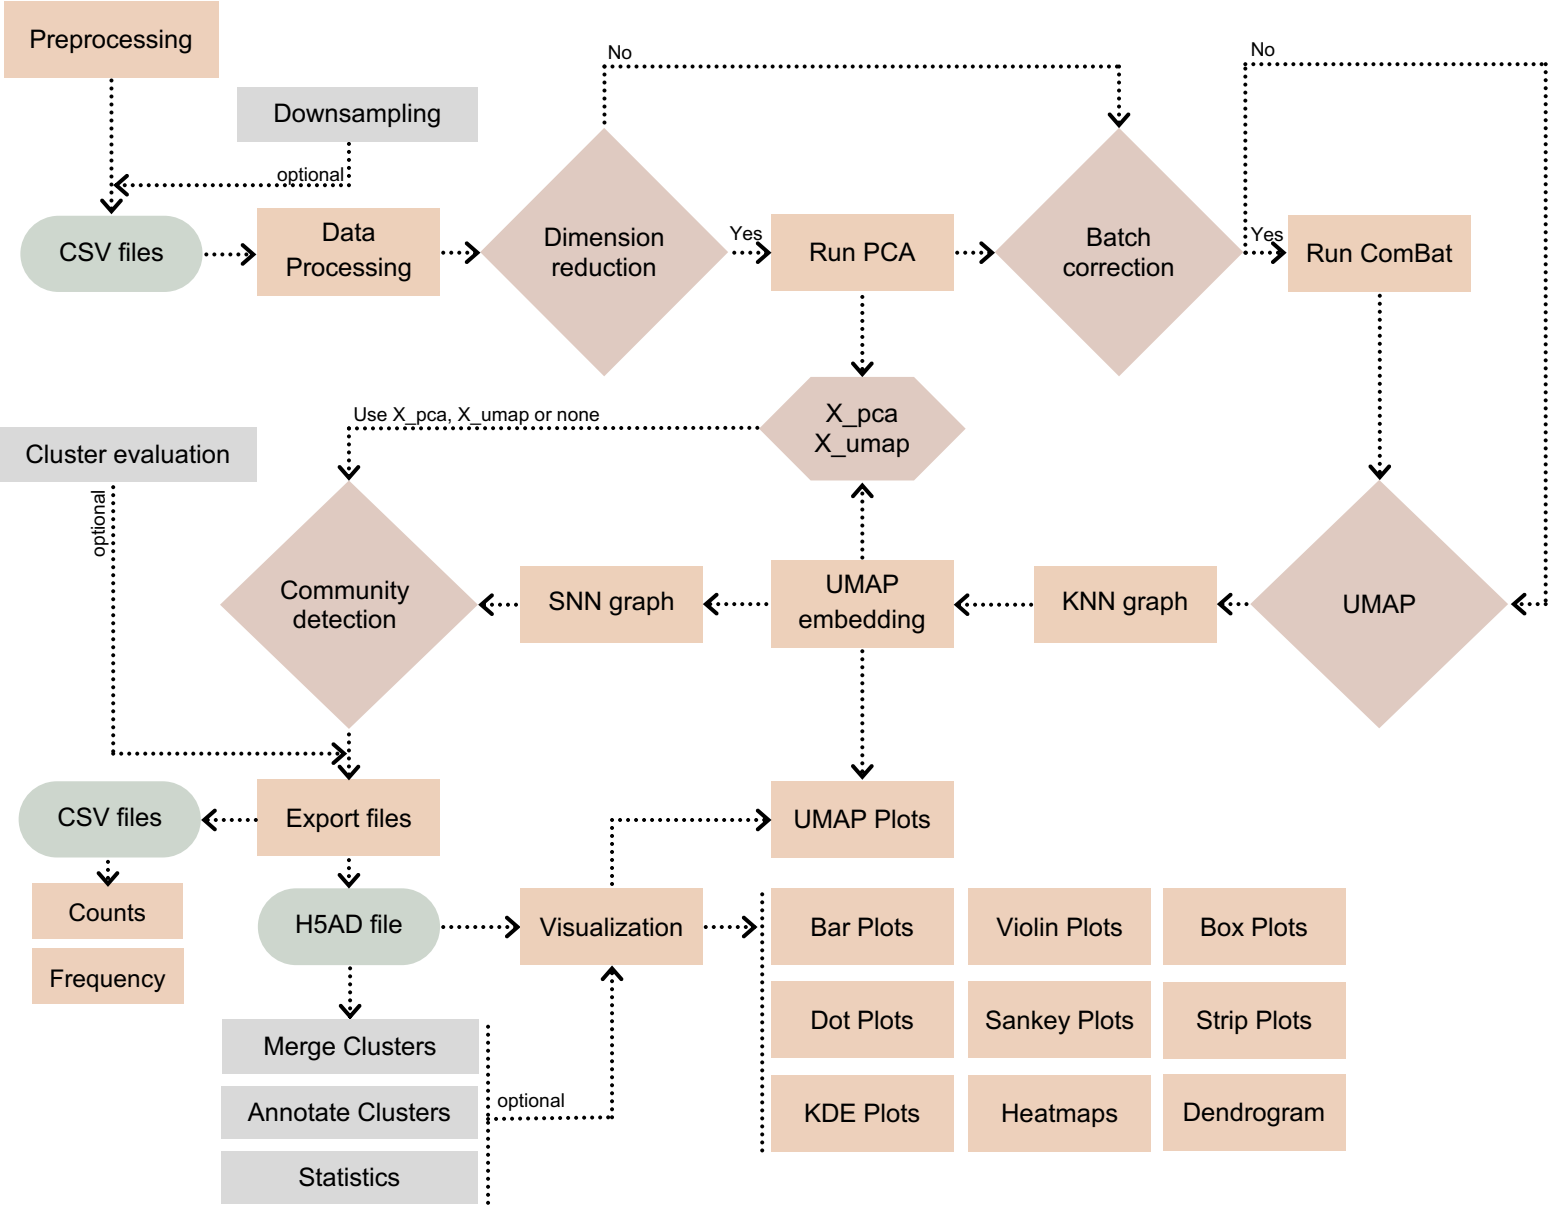 Preprocessing
Downsampling
optional
CSV files
Data
Processing
Dimension
reduction
No
Yes
Run PCA
Batch
correction
No
Yes
Run ComBat
X_pca
X_umap
Use X_pca, X_umap or none
Cluster evaluation
optional
Community
detection
SNN graph
UMAP
embedding
KNN graph
UMAP
CSV files
Export files
UMAP Plots
Counts
Frequency
H5AD file
Visualization
Bar Plots
Violin Plots
Box Plots
Dot Plots
Sankey Plots
Strip Plots
KDE Plots
Heatmaps
Dendrogram
Merge Clusters
Annotate Clusters
Statistics
optional